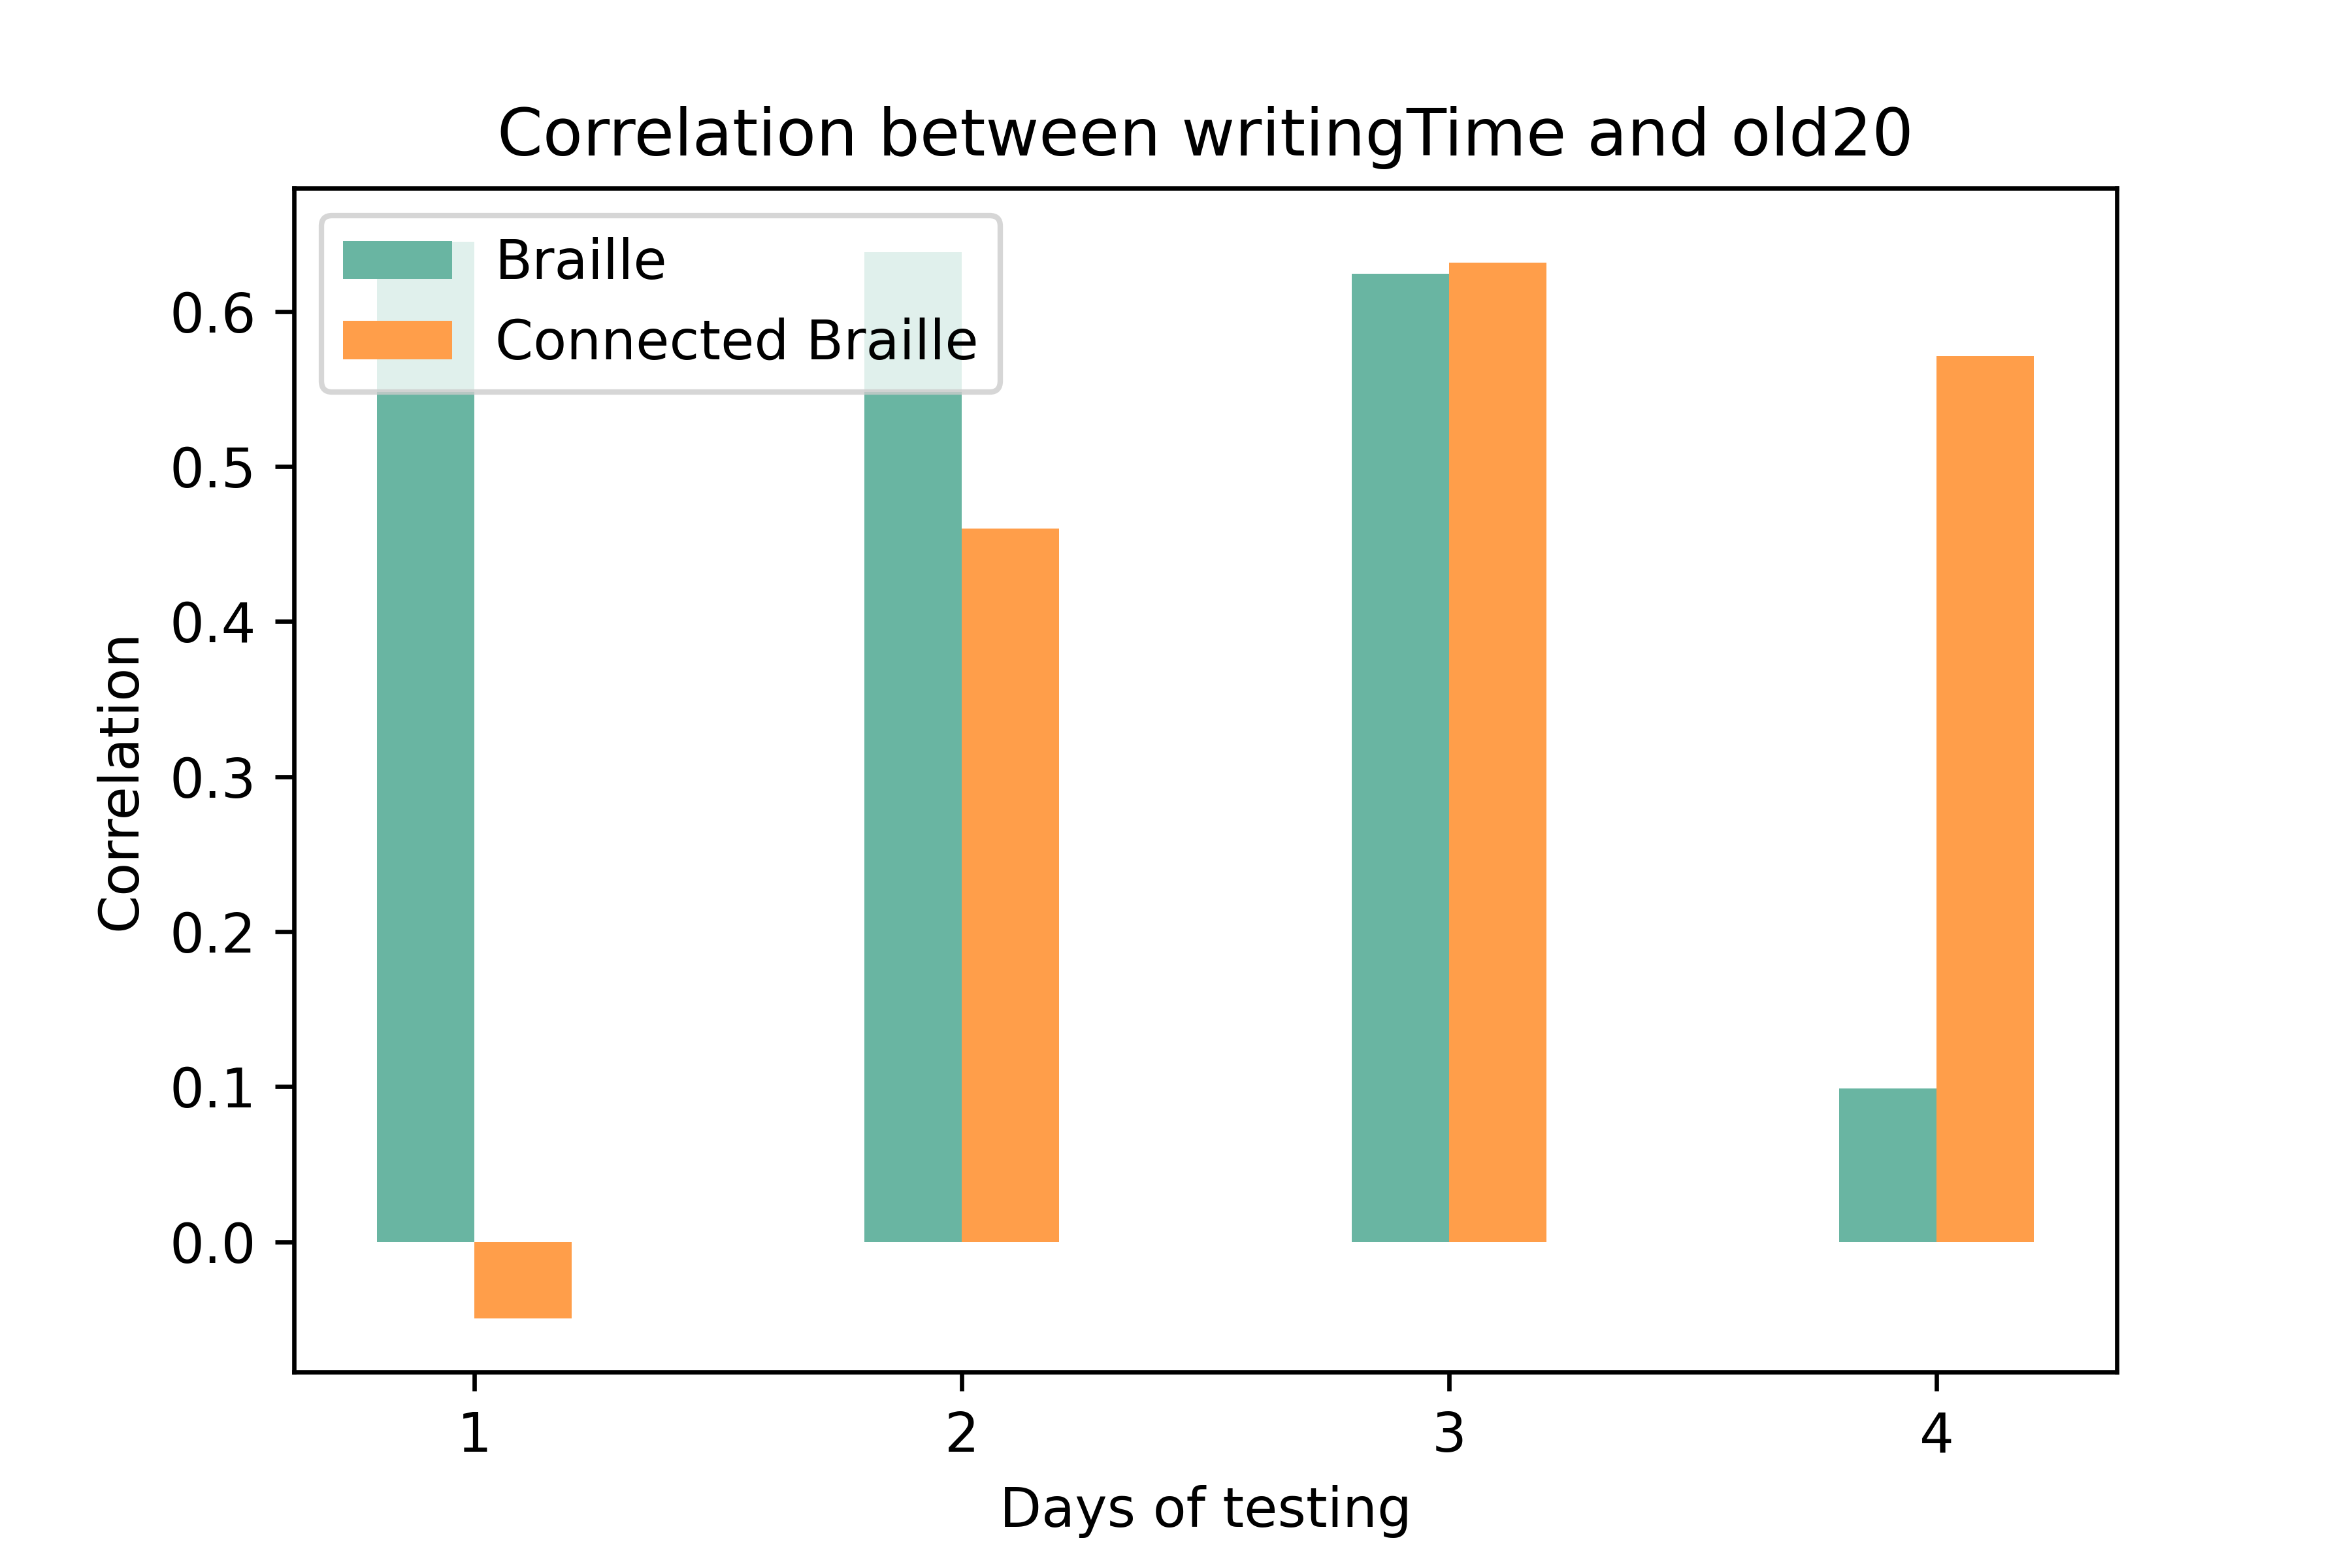 Correlation between writingTime and old20
Braille
Connected Braille
0.6
0.5
0.4
0.3
0.2
0.1
0.0
Correlation
1 2 3 4
Days of testing